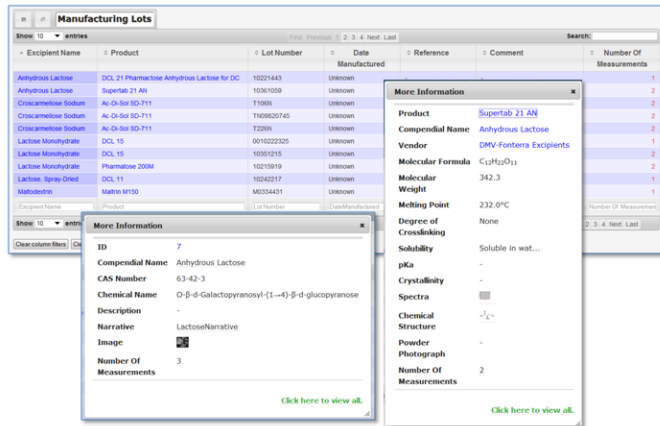 Manufacturing Lots
Show 10 entries
First Previous 1 2 3 4 Next Last
Search:
Excipient Name Product Lot Number Date Manufactured Reference Comment Number Of Measurements
Anhydrous Lactose DCL 21 Pharmactose Anhydrous Lactose for DC 10221443 Unknown - - 1
Anhydrous Lactose Supertab 21 AN 10361059 Unknown 2
Croscarmellose Sodium Ac-Di-Sol SD-711 T106N Unknown 2
Croscarmellose Sodium Ac-Di-Sol SD-711 TN09820745 Unknown 2
Croscarmellose Sodium Ac-Di-Sol SD-711 T226N Unknown 2
Lactose Monohydrate DCL 15 0010222325 Unknown 1
Lactose Monohydrate DCL 15 10351215 Unknown 2
Lactose Monohydrate Pharmatose 200M 10215919 Unknown 1
Lactose, Spray-Dried DCL 11 10242217 Unknown 1
Maltodextrin Maltrin M150 M0334431 Unknown 1
ExcipientName Product LotNumber DateManufactured Number Of Measuremen
Show 10 entri
2 3 4 Next Last
Clear column filters Cle
More Information
ID 7
Compendial Name Anhydrous Lactose
CAS Number 63-42-3
Chemical Name O-β-d-Galactopyranosyl-(1→4)-β-d-glucopyranose
Description -
Narrative LactoseNarrative
Image
Number Of Measurements 3
Click here to view all.
More Information
Product Supertab 21 AN
Compendial Name Anhydrous Lactose
Vendor DMV-Fonterra Excipients
Molecular Formula C₁₂H₂₂O₁₁
Molecular Weight 342.3
Melting Point 232.0°C
Degree of Crosslinking None
Solubility Soluble in wat...
pKa -
Crystallinity -
Spectra
Chemical Structure
Powder Photograph -
Number Of Measurements 2
Click here to view all.